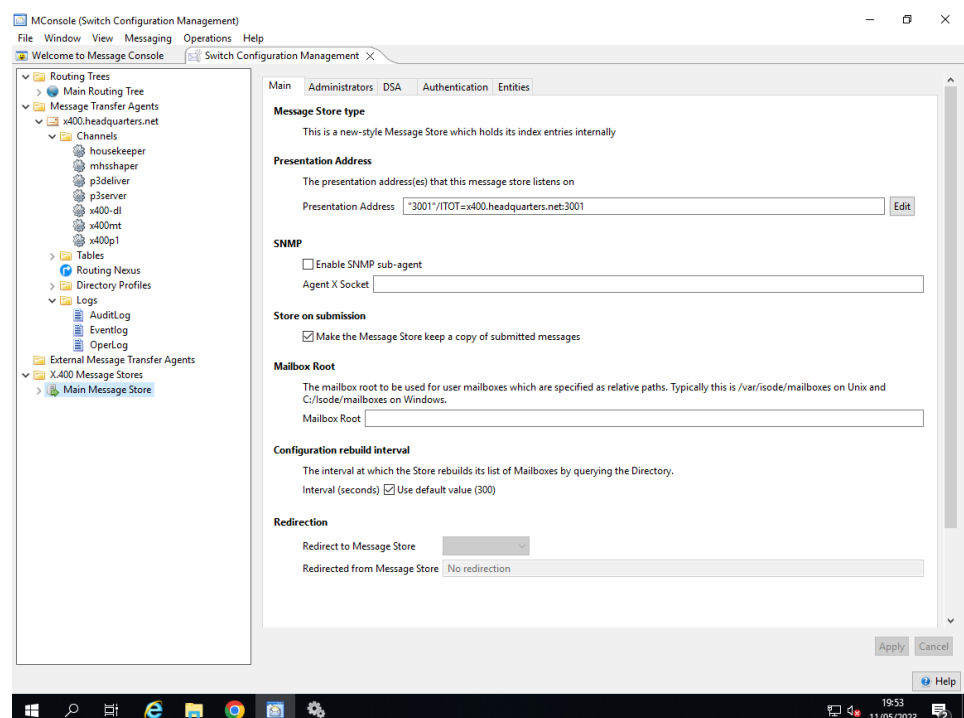 MConsole (Switch Configuration Management)
File Window View Messaging Operations Help
Welcome to Message Console
Switch Configuration Management
Routing Trees
Main Routing Tree
Message Transfer Agents
x400.headquarters.net
Channels
housekeeper
mhsshaper
p3deliver
p3server
x400-dl
x400mt
x400p1
Tables
Routing Nexus
Directory Profiles
Logs
AuditLog
Eventlog
OperLog
External Message Transfer Agents
X.400 Message Stores
Main Message Store
Main Administrators DSA Authentication Entities
Message Store type
This is a new-style Message Store which holds its index entries internally
Presentation Address
The presentation address(es) that this message store listens on
Presentation Address "3001"/ITOT=x400.headquarters.net:3001 Edit
SNMP
Enable SNMP sub-agent
Agent X Socket
Store on submission
Make the Message Store keep a copy of submitted messages
Mailbox Root
The mailbox root to be used for user mailboxes which are specified as relative paths. Typically this is /var/isode/mailboxes on Unix and
C:/Isode/mailboxes on Windows.
Mailbox Root
Configuration rebuild interval
The interval at which the Store rebuilds its list of Mailboxes by querying the Directory.
Interval (seconds) Use default value (300)
Redirection
Redirect to Message Store
Redirected from Message Store No redirection
Apply Cancel
Help
19:53
11/05/2023